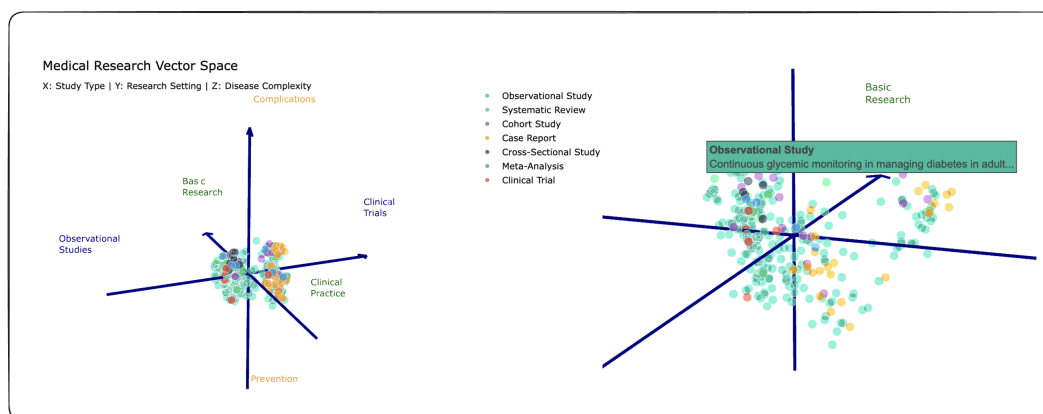 Medical Research Vector Space
X: Study Type | Y: Research Setting | Z: Disease Complexity
Complications
Bas c
Research
Clinical
Trials
Observational
Studies
Clinical
Practice
Prevention
Observational Study
Systematic Review
Cohort Study
Case Report
Cross-Sectional Study
Meta-Analysis
Clinical Trial
Basic
Research
Observational Study
Continuous glycemic monitoring in managing diabetes in adult...